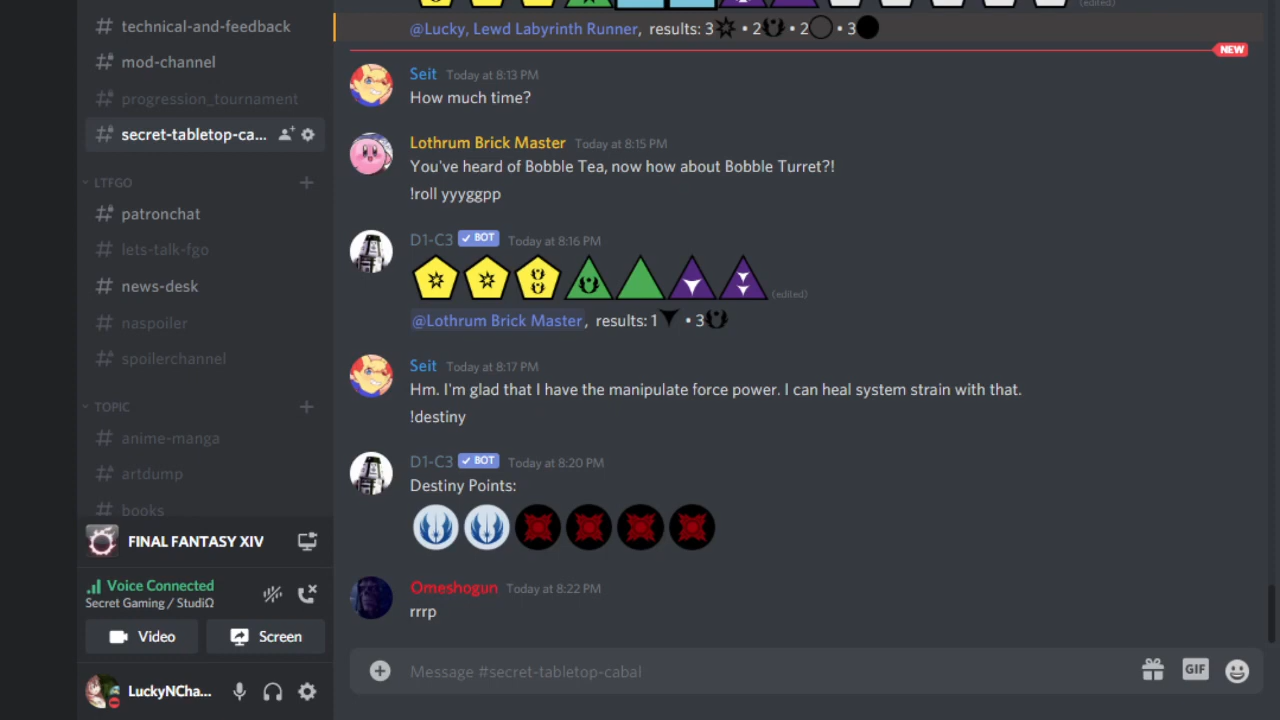 technical-and-feedback
mod-channel
progression_tournament
secret-tabletop-ca...
LTFGO
patronchat
lets-talk-fgo
news-desk
naspoiler
spoilerchannel
TOPIC
anime-manga
artdump
books
FINAL FANTASY XIV
Voice Connected
Secret Gaming / StudiΩ
Video
Screen
LuckyNCha...
(edited)
@Lucky, Lewd Labyrinth Runner, results: 3 • 2 • 2 • 3
NEW
Seit Today at 8:13 PM
How much time?
Lothrum Brick Master Today at 8:15 PM
You've heard of Bobble Tea, now how about Bobble Turret?!
!roll yyyggpp
D1-C3 ✓ BOT Today at 8:16 PM
(edited)
@Lothrum Brick Master, results: 1 • 3
Seit Today at 8:17 PM
Hm. I'm glad that I have the manipulate force power. I can heal system strain with that.
!destiny
D1-C3 ✓ BOT Today at 8:20 PM
Destiny Points:
Omeshogun Today at 8:22 PM
rrrp
Message #secret-tabletop-cabal
GIF